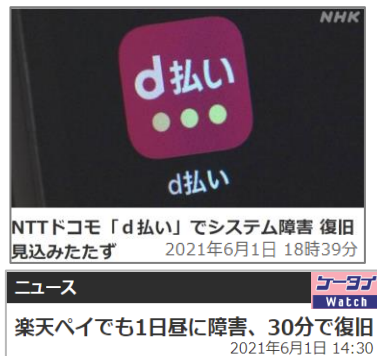 NHK
d払い
d払い
NTTドコモ「d払い」でシステム障害 復旧
見込みたたず 2021年6月1日 18時39分
ニュース ケータイ
Watch
楽天ペイでも1日昼に障害、30分で復旧
2021年6月1日 14:30